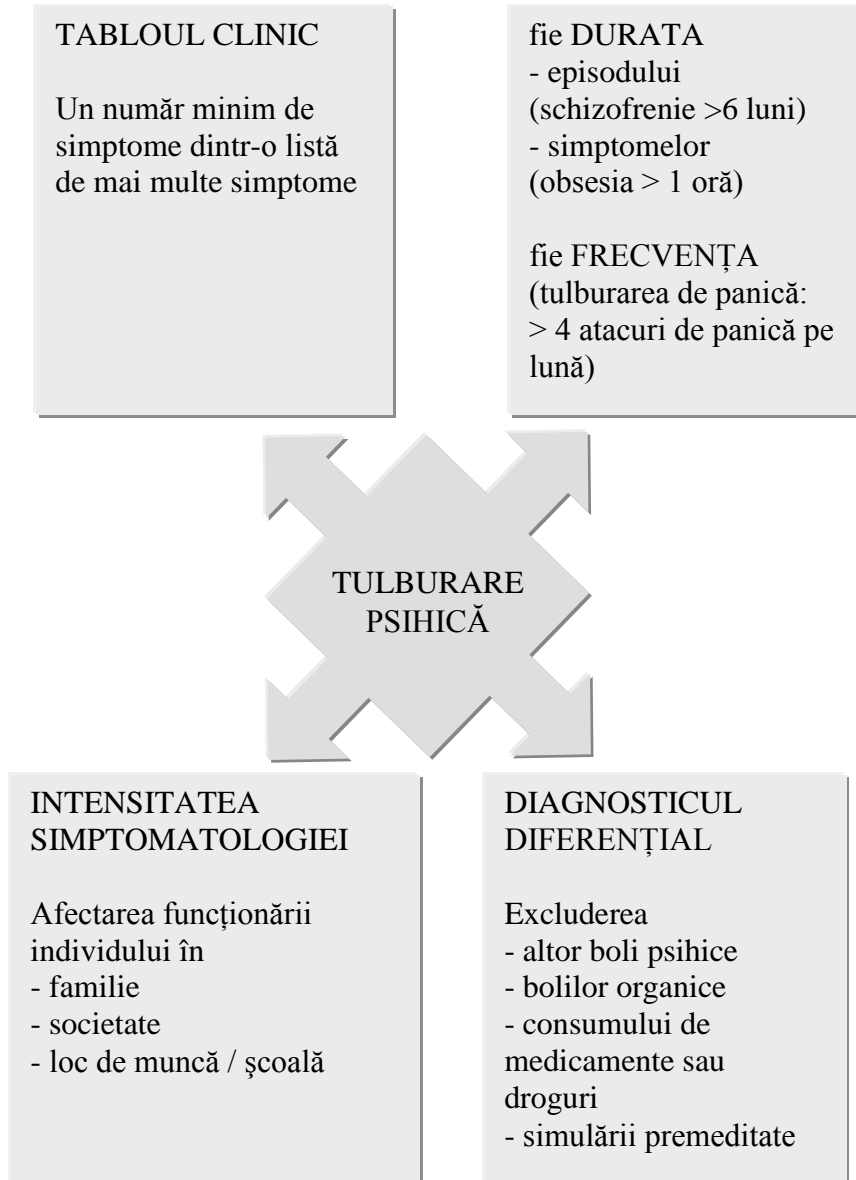 TABLOUL CLINIC
Un număr minim de
simptome dintr-o listă
de mai multe simptome
fie DURATA
- episodului
(schizofrenie >6 luni)
- simptomelor
(obsesia > 1 oră)
fie FRECVENȚA
(tulburarea de panică:
> 4 atacuri de panică pe
lună)
TULBURARE
PSIHICĂ
INTENSITATEA
SIMPTOMATOLOGIEI
Afectarea funcționării
individului în
- familie
- societate
- loc de muncă / şcoală
DIAGNOSTICUL
DIFERENȚIAL
Excluderea
- altor boli psihice
- bolilor organice
- consumului de
medicamente sau
droguri
- simulării premeditate